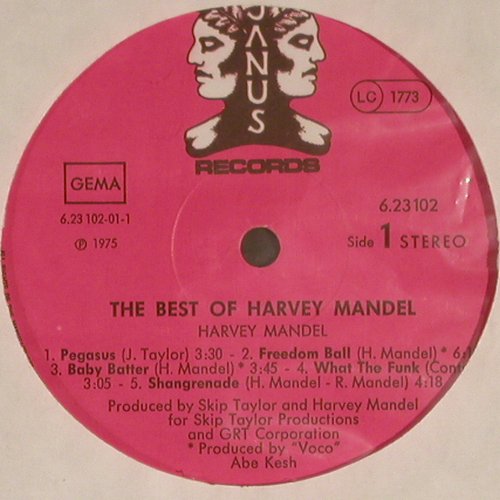 JANUS
RECORDS
LC 1773
GEMA
6.23 102-01-1
℗ 1975
6.23102
Side 1 STEREO
THE BEST OF HARVEY MANDEL
HARVEY MANDEL
1. Pegasus (J. Taylor) 3:30 - 2. Freedom Ball (H. Mandel) *
3. Baby Batter (H. Mandel) * 3:45 - 4. What The Funk
3:05 - 5. Shangrenade (H. Mandel - R. Mandel) 4:18
Produced by Skip Taylor and Harvey Mandel
for Skip Taylor Productions
and GRT Corporation
* Produced by "Voco"
Abe Kesh